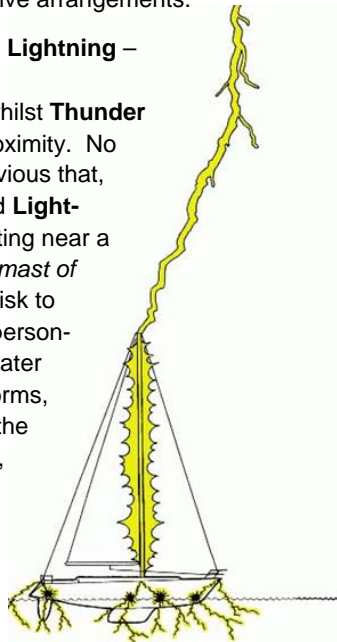 ve arrangements.
Lightning –
hilst Thunder
oximity. No
vious that,
d Light-
ting near a
mast of
isk to
person-
ater
orms,
the
,